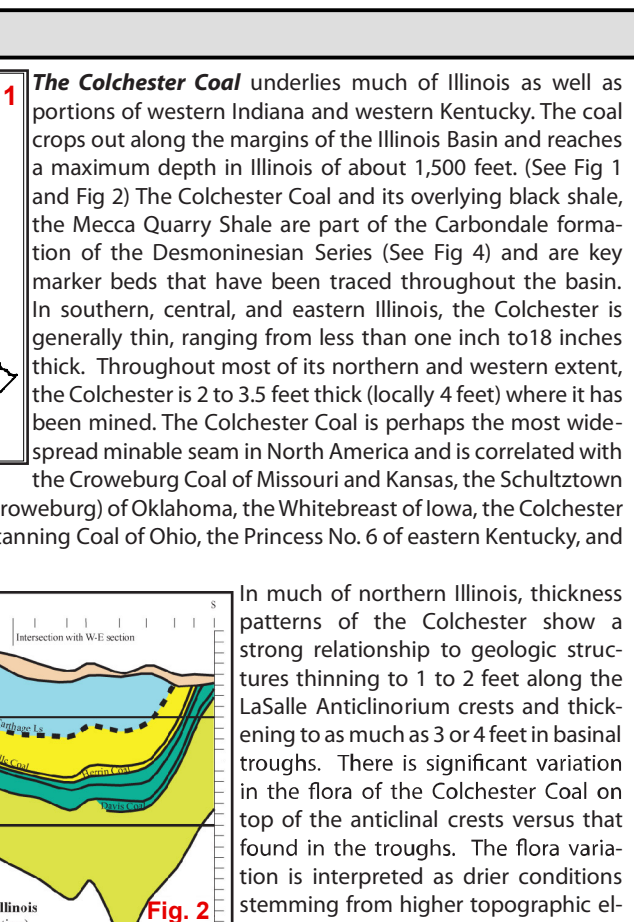 1
The Colchester Coal underlies much of Illinois as well as
portions of western Indiana and western Kentucky. The coal
crops out along the margins of the Illinois Basin and reaches
a maximum depth in Illinois of about 1,500 feet. (See Fig 1
and Fig 2) The Colchester Coal and its overlying black shale,
the Mecca Quarry Shale are part of the Carbondale forma-
tion of the Desmoninesian Series (See Fig 4) and are key
marker beds that have been traced throughout the basin.
In southern, central, and eastern Illinois, the Colchester is
generally thin, ranging from less than one inch to18 inches
thick. Throughout most of its northern and western extent,
the Colchester is 2 to 3.5 feet thick (locally 4 feet) where it has
been mined. The Colchester Coal is perhaps the most wide-
spread minable seam in North America and is correlated with
the Croweburg Coal of Missouri and Kansas, the Schultztown
roweburg) of Oklahoma, the Whitebreast of Iowa, the Colchester
tanning Coal of Ohio, the Princess No. 6 of eastern Kentucky, and
S
Intersection with W-E section
arthage Ls.
lle Coal
Herrin Coal
Davis Coal
llinois
Fig. 2
In much of northern Illinois, thickness
patterns of the Colchester show a
strong relationship to geologic struc-
tures thinning to 1 to 2 feet along the
LaSalle Anticlinorium crests and thick-
ening to as much as 3 or 4 feet in basinal
troughs. There is significant variation
in the flora of the Colchester Coal on
top of the anticlinal crests versus that
found in the troughs. The flora varia-
tion is interpreted as drier conditions
stemming from higher topographic el-